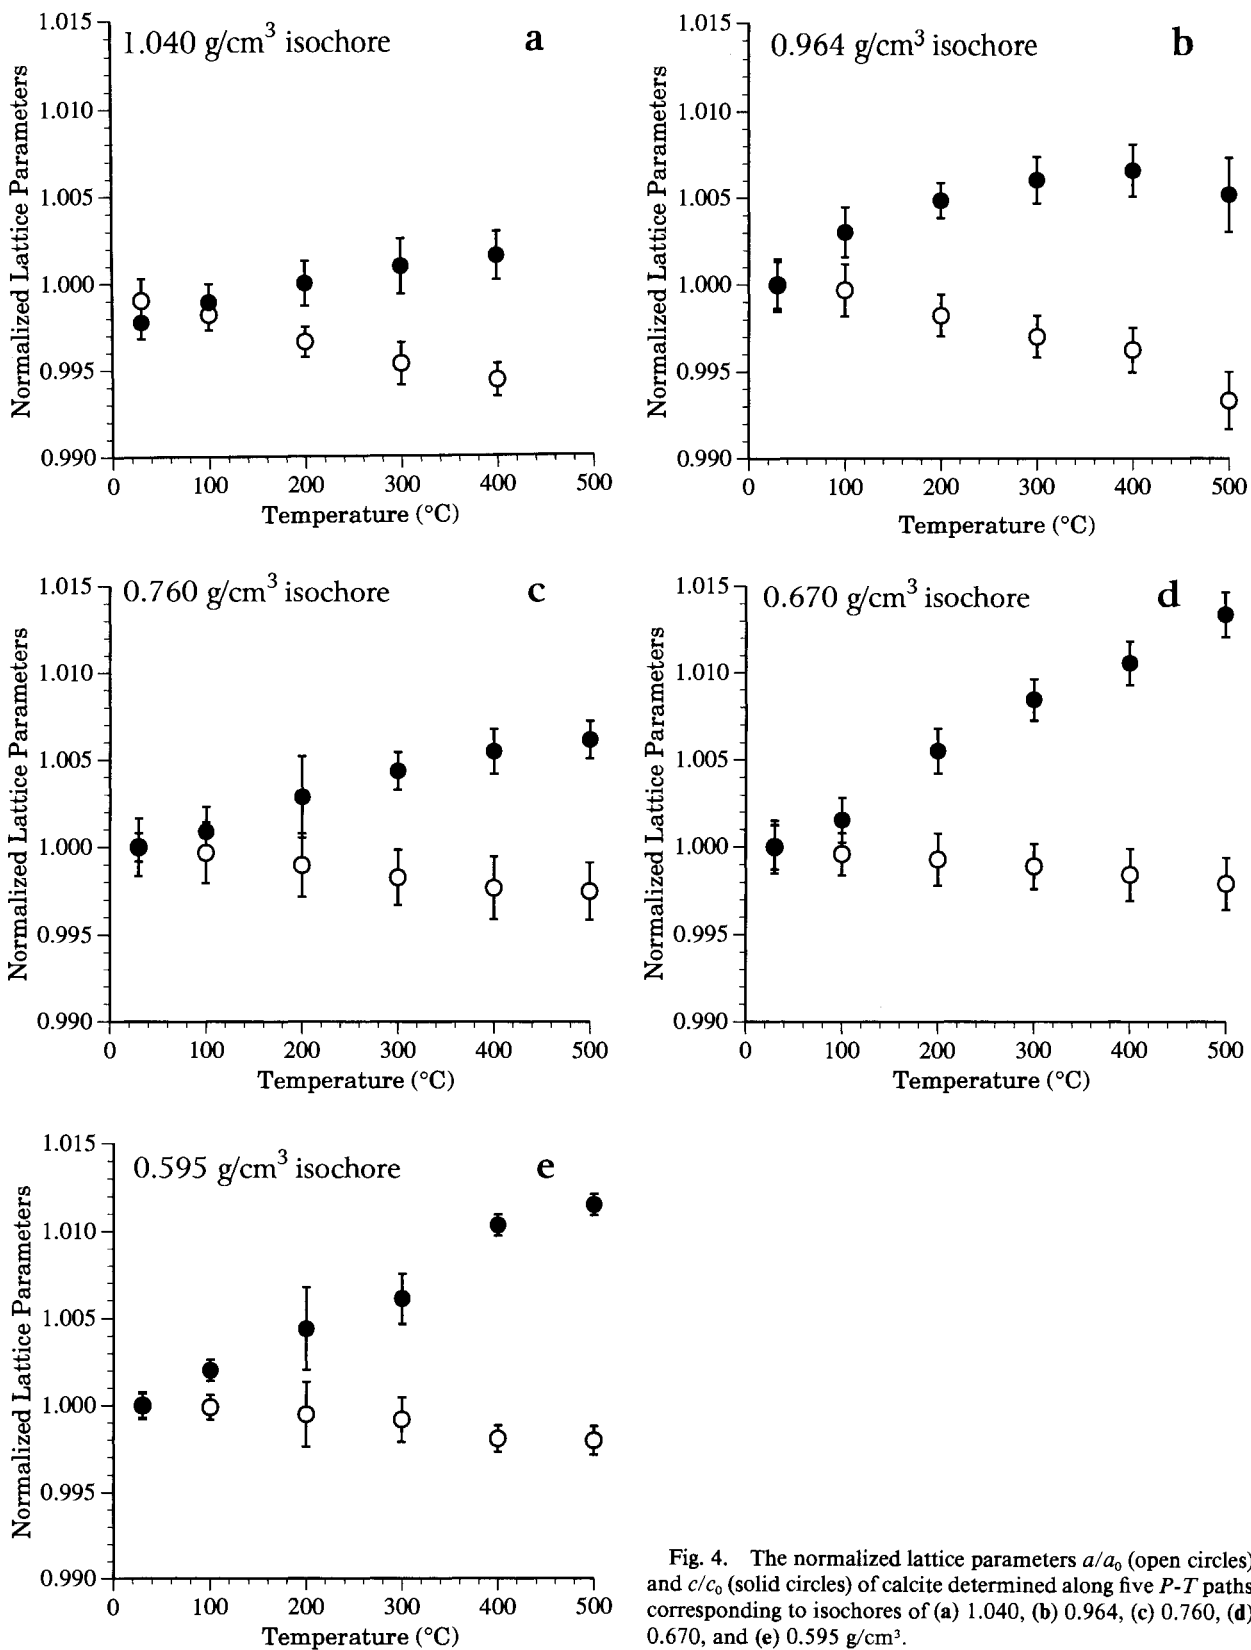 1.040 g/cm³ isochore
a
Normalized Lattice Parameters
1.015
1.010
1.005
1.000
0.995
0.990
0 100 200 300 400 500
Temperature (°C)
0.964 g/cm³ isochore
b
Normalized Lattice Parameters
1.015
1.010
1.005
1.000
0.995
0.990
0 100 200 300 400 500
Temperature (°C)
0.760 g/cm³ isochore
c
Normalized Lattice Parameters
1.015
1.010
1.005
1.000
0.995
0.990
0 100 200 300 400 500
Temperature (°C)
0.670 g/cm³ isochore
d
Normalized Lattice Parameters
1.015
1.010
1.005
1.000
0.995
0.990
0 100 200 300 400 500
Temperature (°C)
0.595 g/cm³ isochore
e
Normalized Lattice Parameters
1.015
1.010
1.005
1.000
0.995
0.990
0 100 200 300 400 500
Temperature (°C)
Fig. 4. The normalized lattice parameters a/a₀ (open circles)
and c/c₀ (solid circles) of calcite determined along five P-T paths
corresponding to isochores of (a) 1.040, (b) 0.964, (c) 0.760, (d)
0.670, and (e) 0.595 g/cm³.